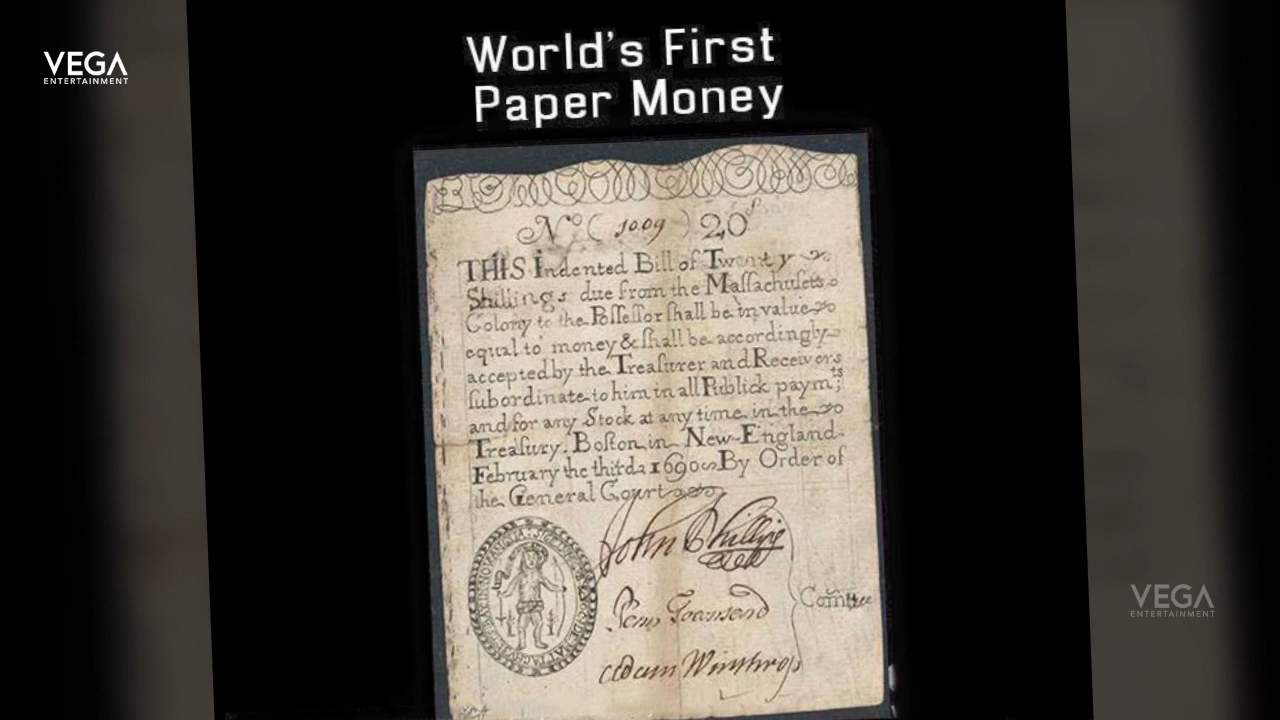 VEGA
ENTERTAINMENT
World's First
Paper Money
Nº ( 1009 ) 20ˢ
THIS Indented Bill of Twenty
Shillings due from the Maſsachuſets
Colony to the Poſseſsor ſhall be in value
equal to money & ſhall be accordingly
accepted by the Treaſurer and Receivers
ſubordinate to him in all Publick paymᵗˢ;
and for any Stock at any time in the
Treaſury. Boſton in New-England
February the third 1690 By Order of
the General Court
John Phillips
Penn Townsend
Adam Winthrop
Comᵗᵉᵉ
VEGA
ENTERTAINMENT